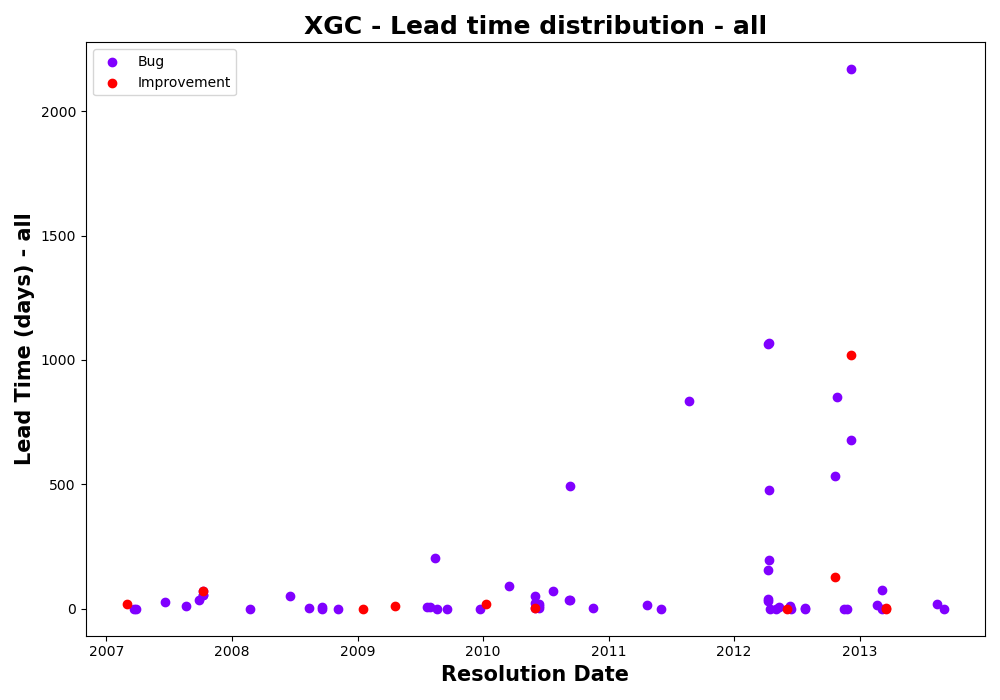 XGC - Lead time distribution - all
Bug
Improvement
Lead Time (days) - all
2000
1500
1000
500
0
2007 2008 2009 2010 2011 2012 2013
Resolution Date